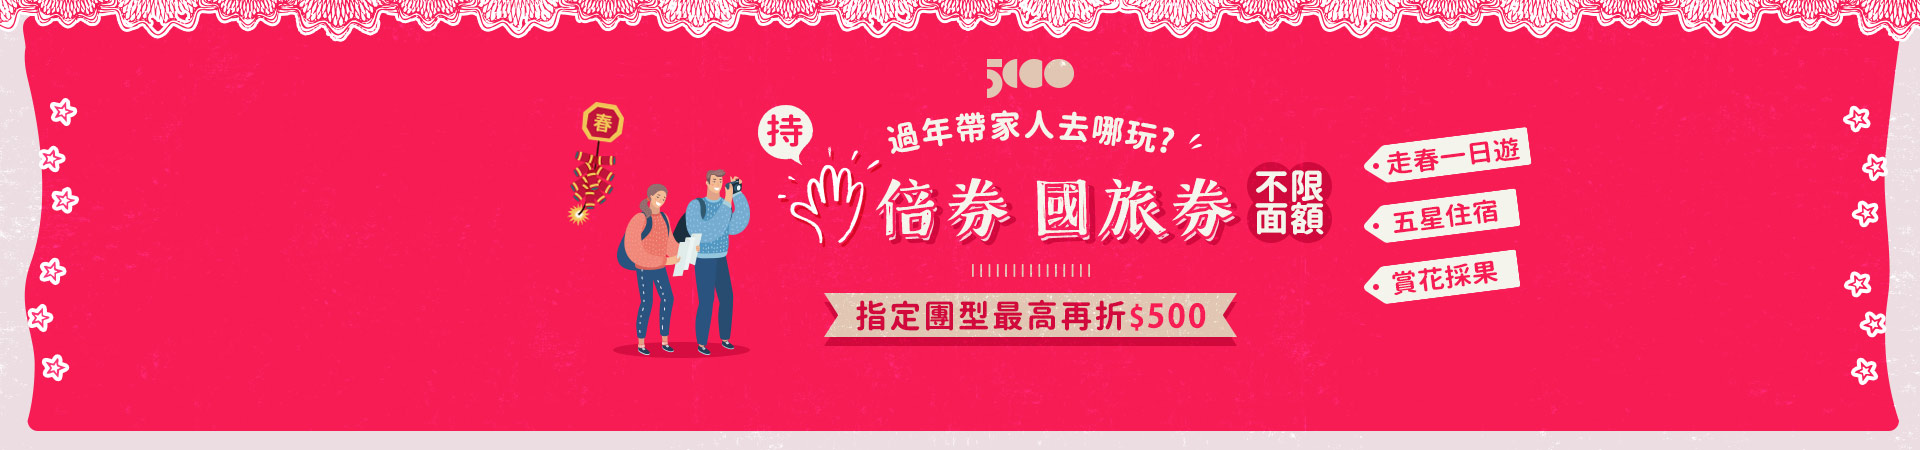 5000
過年帶家人去哪玩?
持
倍券 國旅券
不限
面額
指定團型最高再折$500
春
走春一日遊
五星住宿
賞花採果